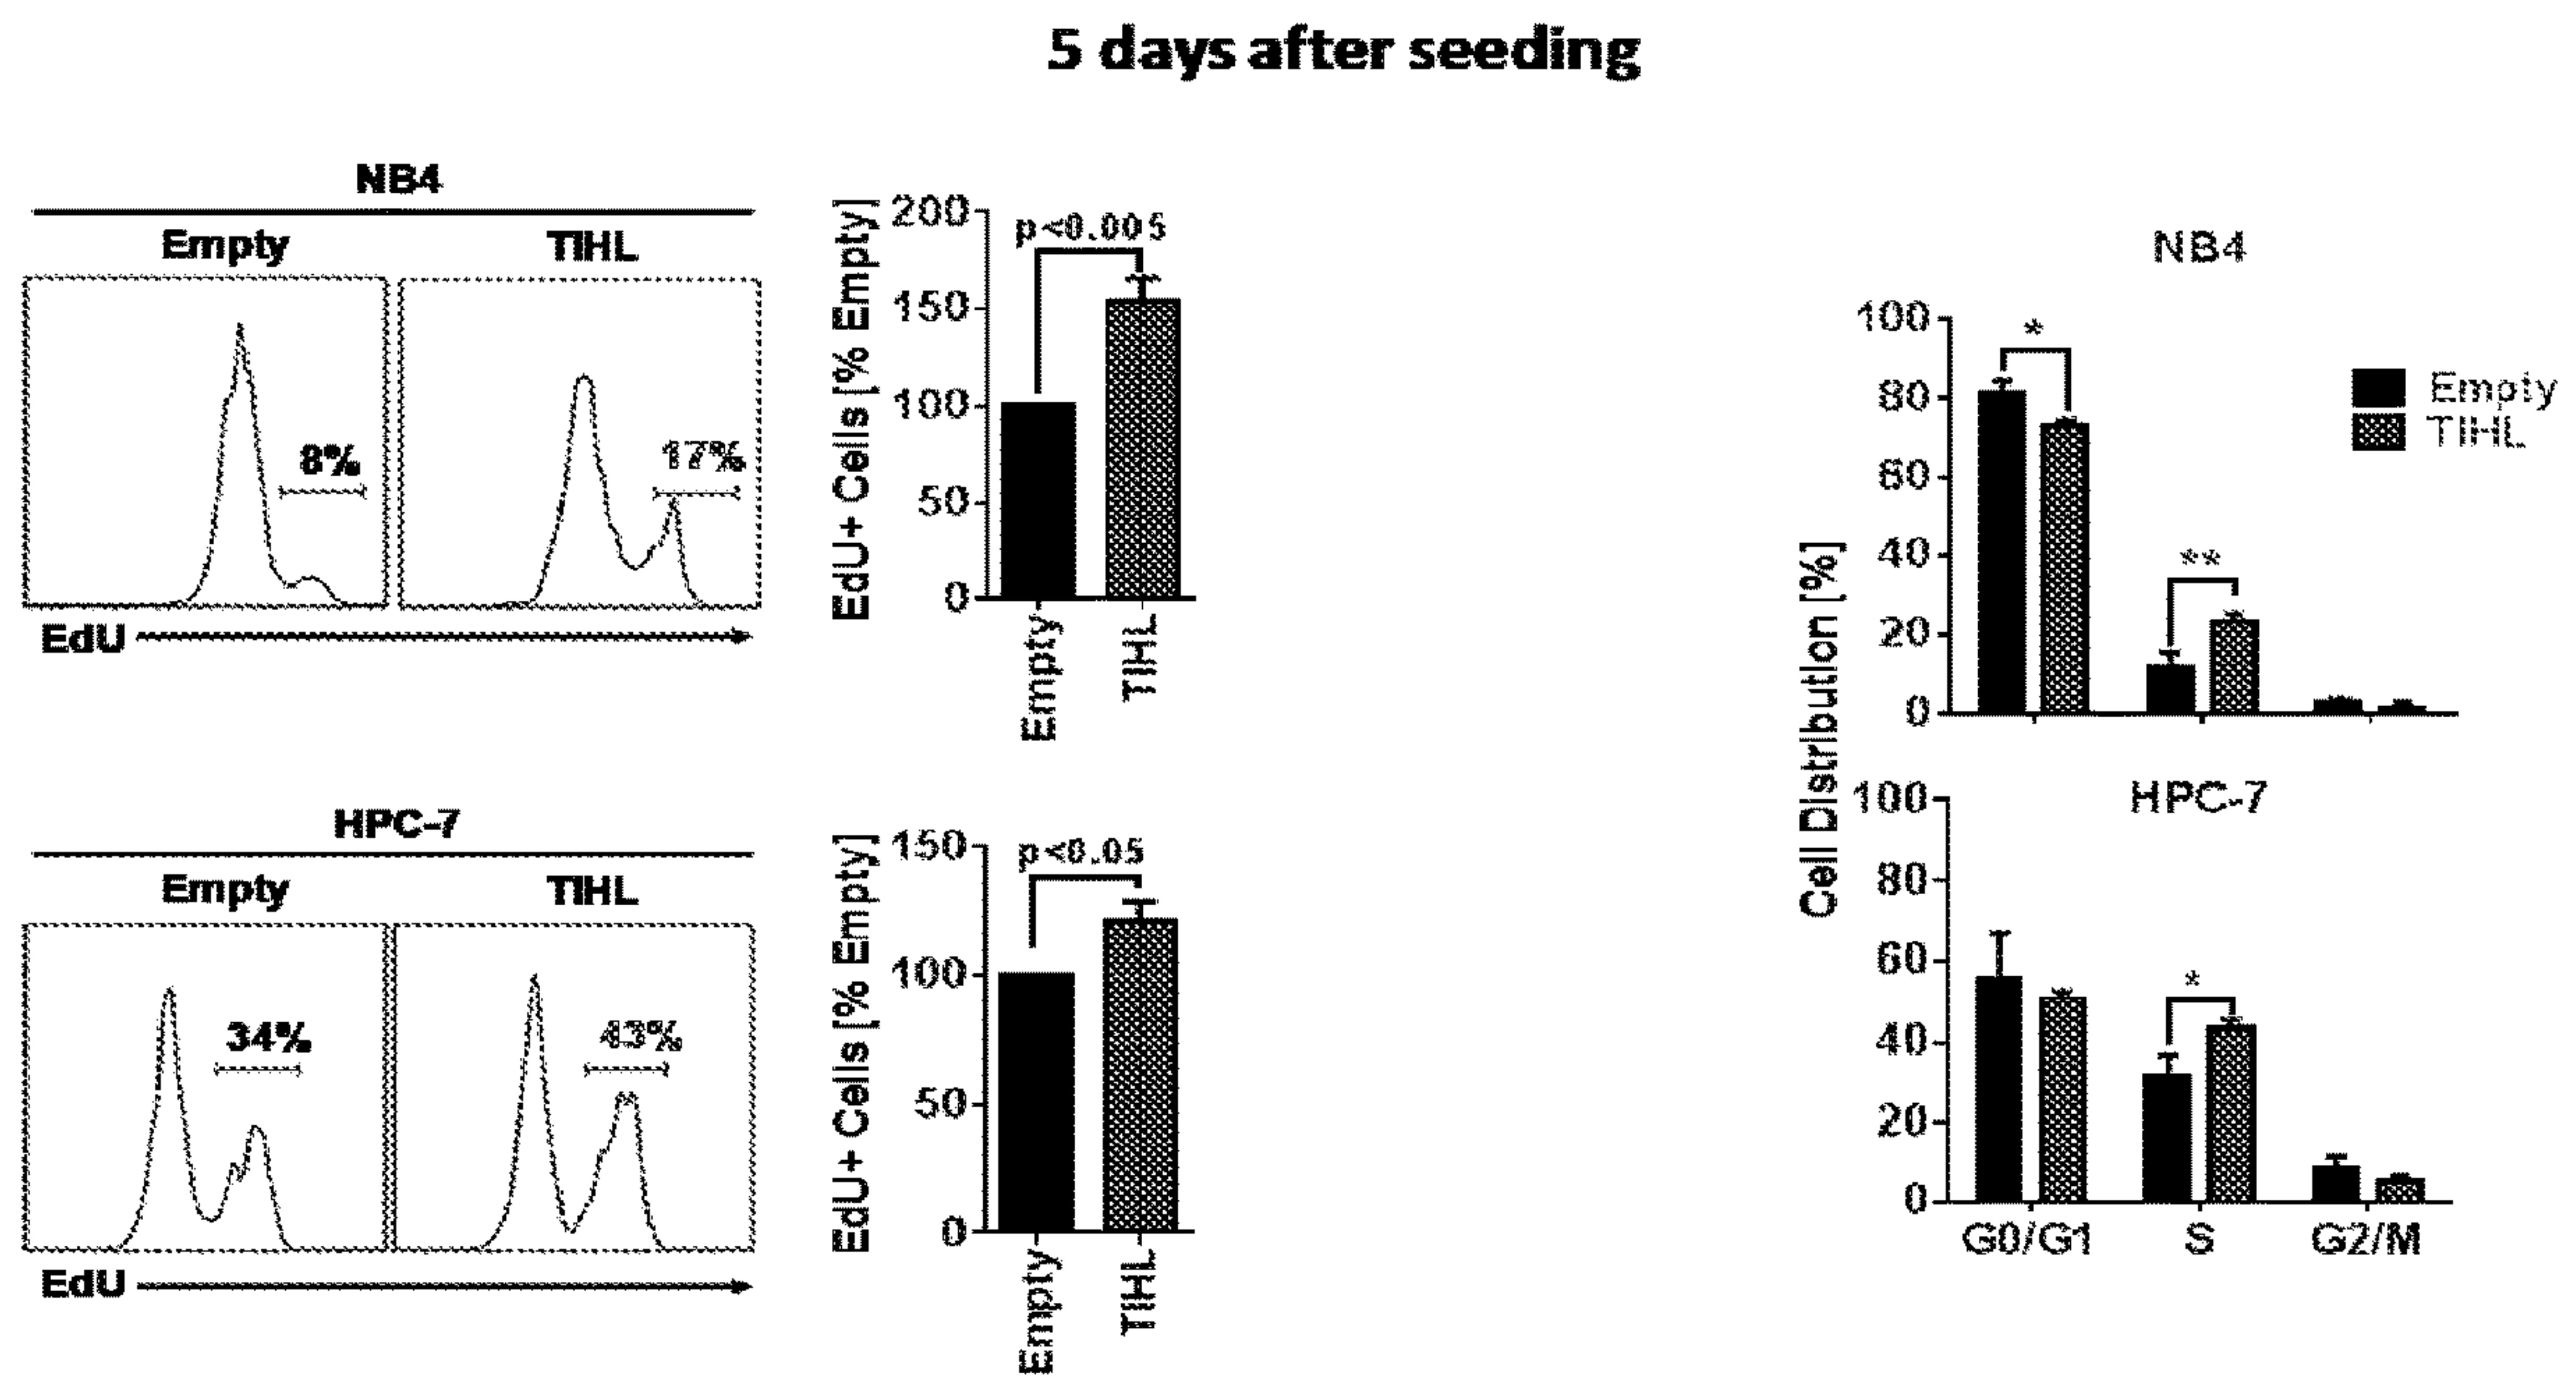 5 days after seeding
NB4
Empty TIHL
8% 17%
EdU
EdU+ Cells [% Empty]
200
150
100
50
0
p<0.005
Empty
TIHL
HPC-7
Empty TIHL
34% 43%
EdU
EdU+ Cells [% Empty]
150
100
50
0
p<0.05
Empty
TIHL
Cell Distribution [%]
NB4
100
80
60
40
20
0
*
**
Empty
TIHL
HPC-7
100
80
60
40
20
0
*
G0/G1 S G2/M